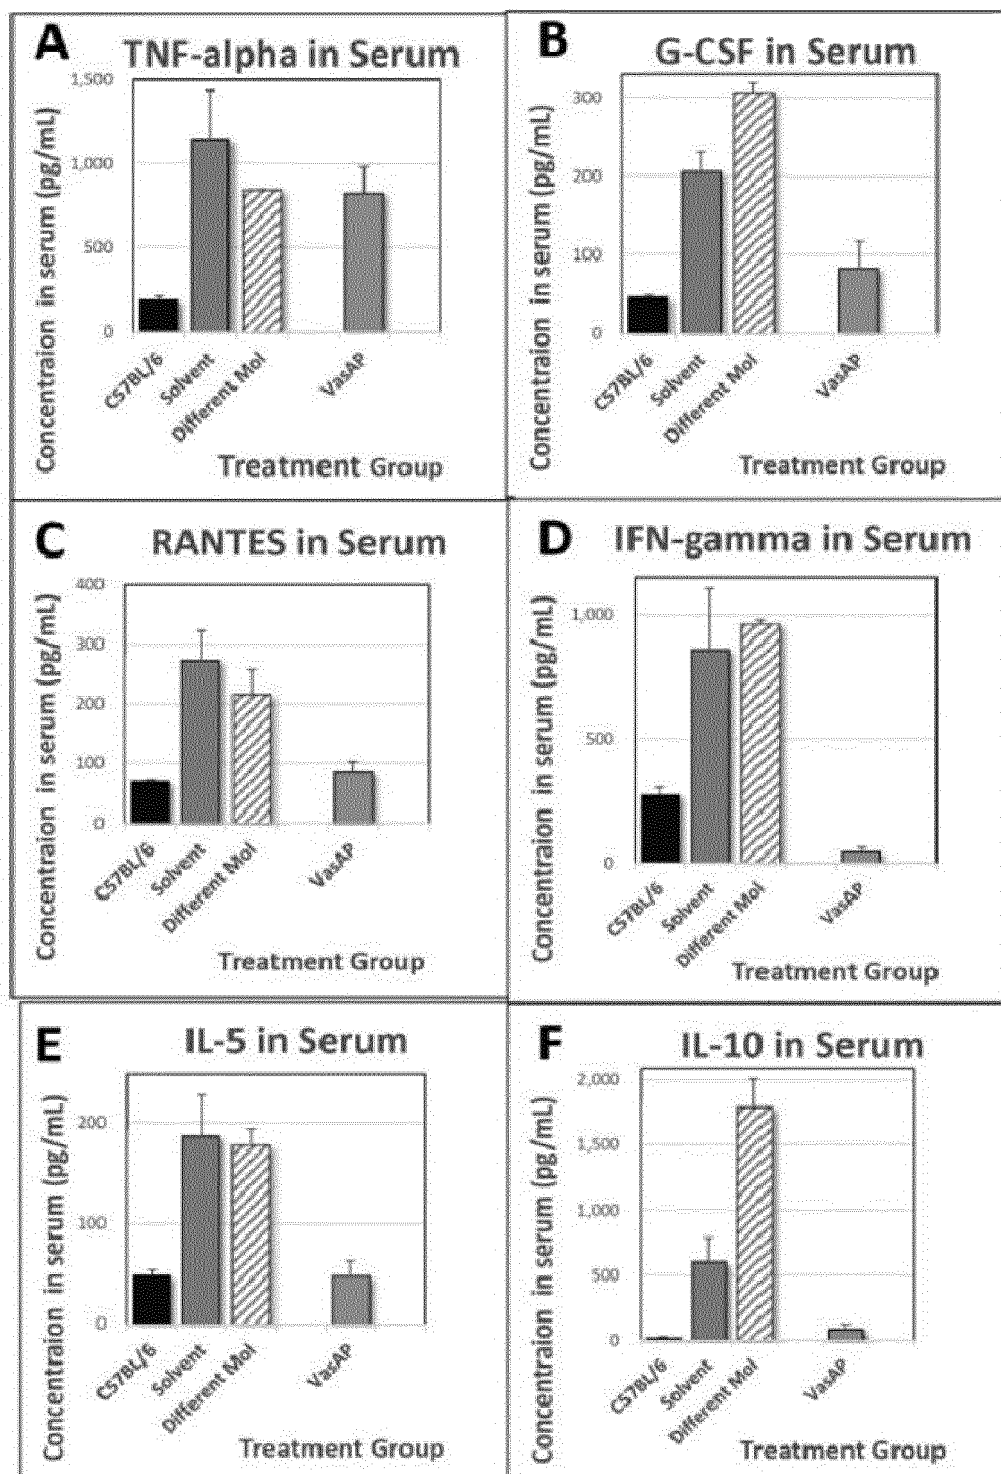 A
TNF-alpha in Serum
Concentraion in serum (pg/mL)
1,500
1,000
500
0
C57BL/6
Solvent
Different Mol
VasAP
Treatment Group
B
G-CSF in Serum
Concentraion in serum (pg/mL)
300
200
100
0
C57BL/6
Solvent
Different Mol
VasAP
Treatment Group
C
RANTES in Serum
Concentraion in serum (pg/mL)
400
300
200
100
0
C57BL/6
Solvent
Different Mol
VasAP
Treatment Group
D
IFN-gamma in Serum
Concentraion in serum (pg/mL)
1,000
500
0
C57BL/6
Solvent
Different Mol
VasAP
Treatment Group
E
IL-5 in Serum
Concentraion in serum (pg/mL)
200
100
0
C57BL/6
Solvent
Different Mol
VasAP
Treatment Group
F
IL-10 in Serum
Concentraion in serum (pg/mL)
2,000
1,500
1,000
500
0
C57BL/6
Solvent
Different Mol
VasAP
Treatment Group